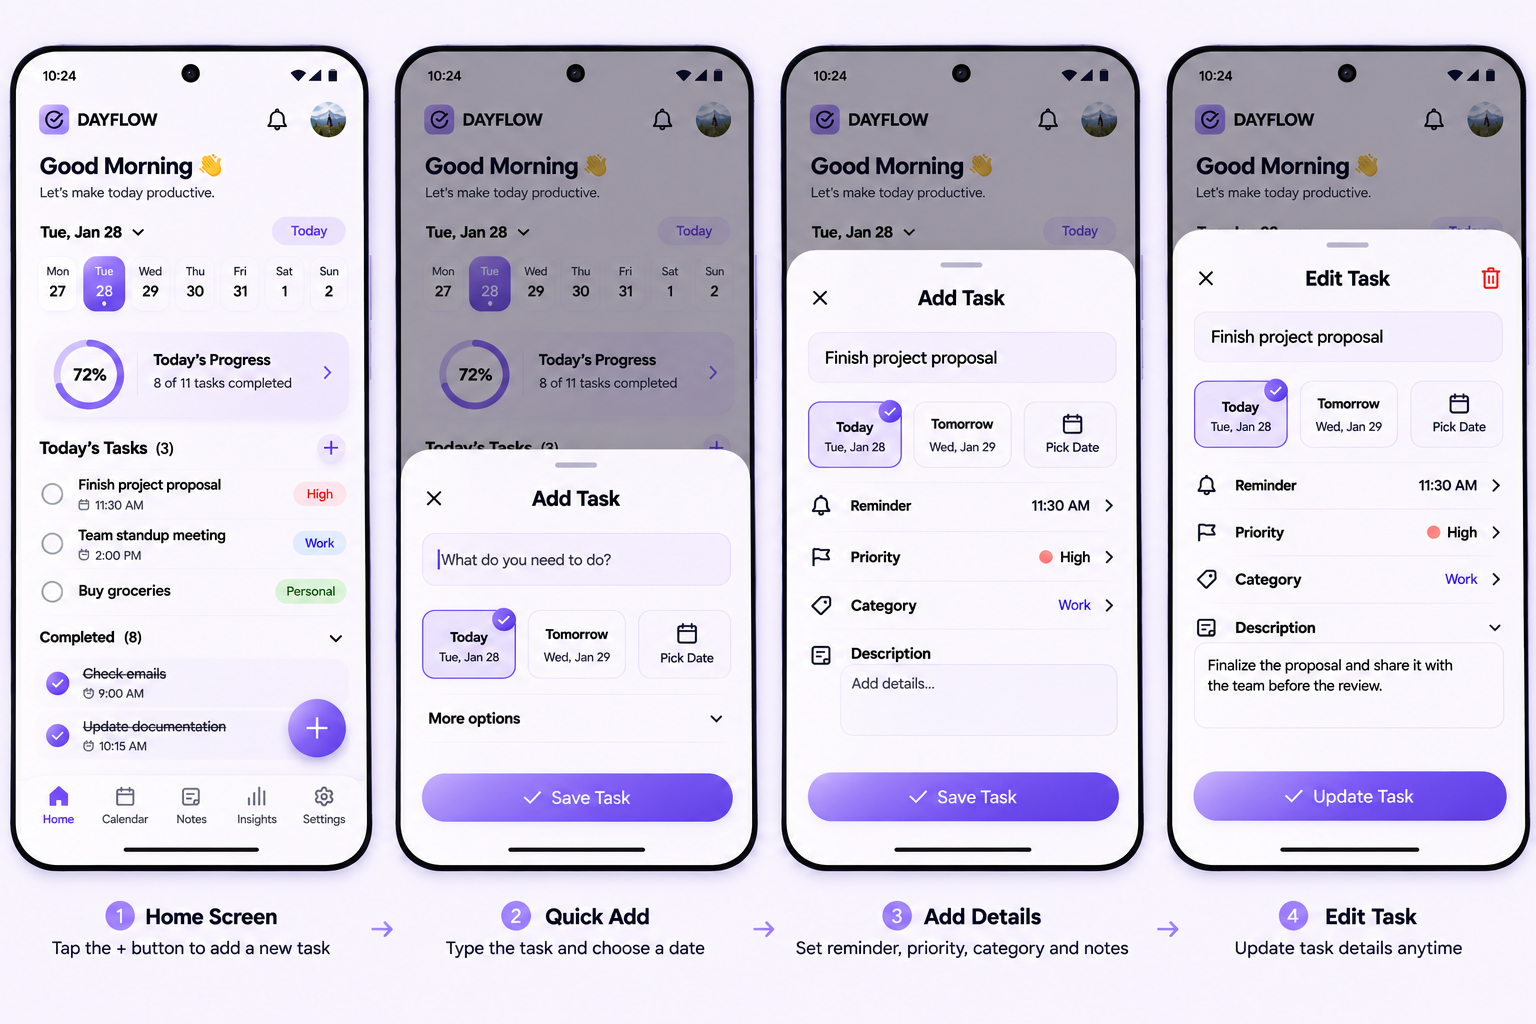 10:24
DAYFLOW
Good Morning 👋
Let's make today productive.
Tue, Jan 28
Today
Mon Tue Wed Thu Fri Sat Sun
27 28 29 30 31 1 2
72%
Today's Progress
8 of 11 tasks completed
Today's Tasks (3)
Finish project proposal
11:30 AM
High
Team standup meeting
2:00 PM
Work
Buy groceries
Personal
Completed (8)
Check emails
9:00 AM
Update documentation
10:15 AM
Home Calendar Notes Insights Settings
1 Home Screen
Tap the + button to add a new task
10:24
DAYFLOW
Good Morning 👋
Let's make today productive.
Tue, Jan 28
Today
Mon Tue Wed Thu Fri Sat Sun
27 28 29 30 31 1 2
72%
Today's Progress
8 of 11 tasks completed
Today's Tasks (3)
Add Task
What do you need to do?
Today Tomorrow
Tue, Jan 28 Wed, Jan 29 Pick Date
More options
Save Task
2 Quick Add
Type the task and choose a date
10:24
DAYFLOW
Good Morning 👋
Let's make today productive.
Tue, Jan 28
Today
Add Task
Finish project proposal
Today Tomorrow
Tue, Jan 28 Wed, Jan 29 Pick Date
Reminder 11:30 AM
Priority High
Category Work
Description
Add details...
Save Task
3 Add Details
Set reminder, priority, category and notes
10:24
DAYFLOW
Good Morning 👋
Let's make today productive.
Edit Task
Finish project proposal
Today Tomorrow
Tue, Jan 28 Wed, Jan 29 Pick Date
Reminder 11:30 AM
Priority High
Category Work
Description
Finalize the proposal and share it with
the team before the review.
Update Task
4 Edit Task
Update task details anytime